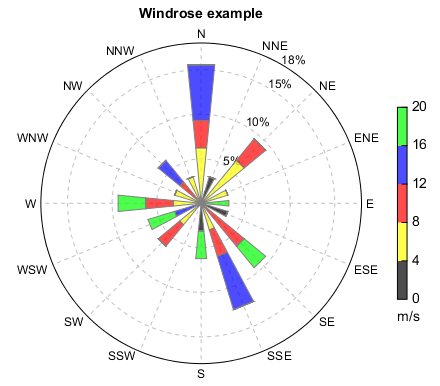 Windrose example
N
NNW
NNE
18%
NW
15%
NE
20
10%
WNW
ENE
16
5%
12
W
E
8
WSW
ESE
4
0
m/s
SW
SE
SSW
SSE
S